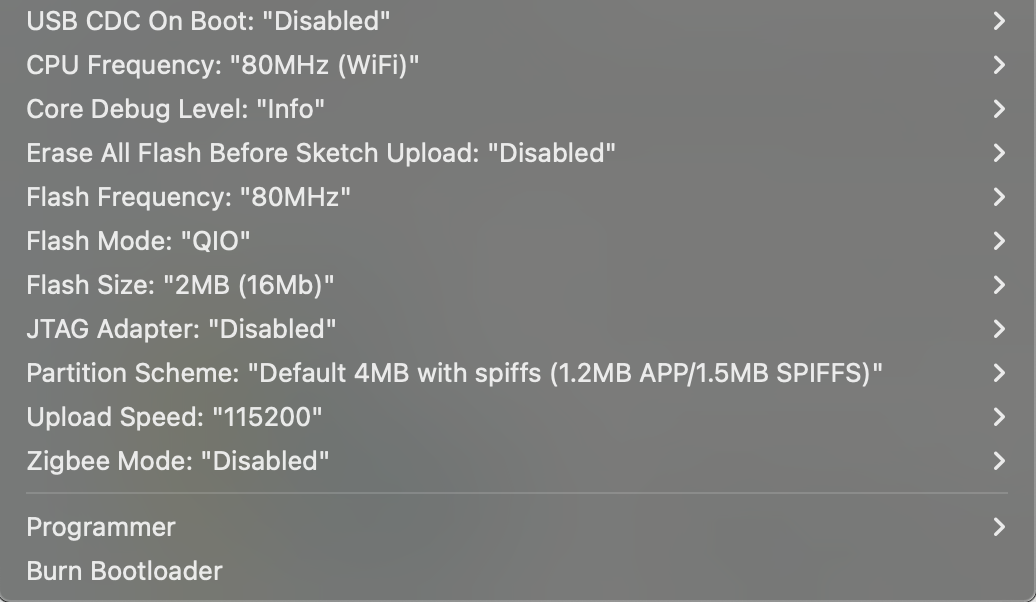 USB CDC On Boot: "Disabled"
CPU Frequency: "80MHz (WiFi)"
Core Debug Level: "Info"
Erase All Flash Before Sketch Upload: "Disabled"
Flash Frequency: "80MHz"
Flash Mode: "QIO"
Flash Size: "2MB (16Mb)"
JTAG Adapter: "Disabled"
Partition Scheme: "Default 4MB with spiffs (1.2MB APP/1.5MB SPIFFS)"
Upload Speed: "115200"
Zigbee Mode: "Disabled"
Programmer
Burn Bootloader